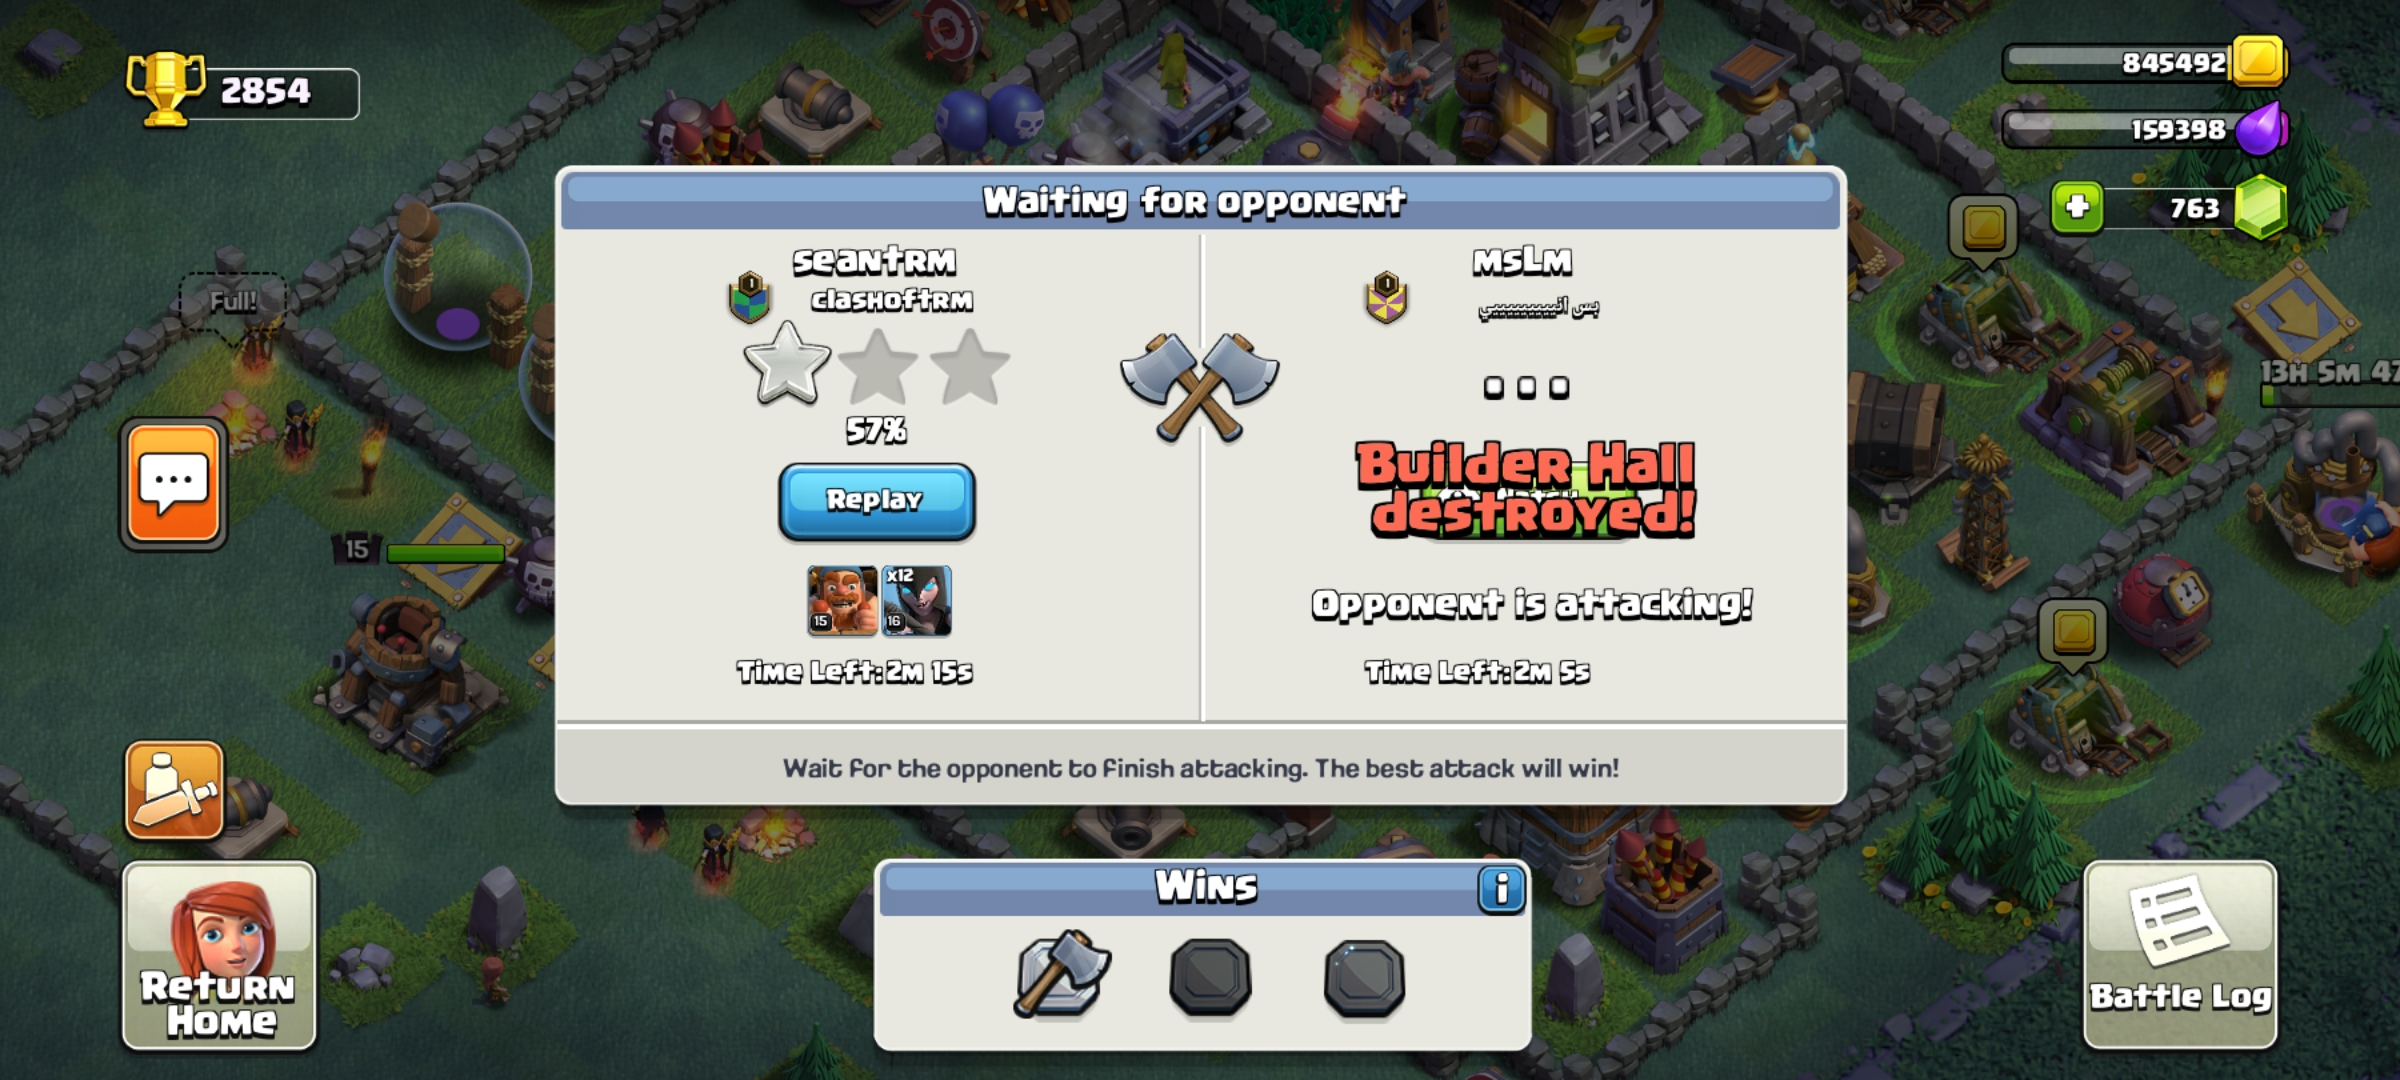 2854
845492
159398
763
Full!
13H 5M 47
15
Waiting for opponent
seantrm
clashoftrm
57%
Replay
x12
15
16
Time Left:2m 15s
mslm
Builder Hall
destroyed!
Opponent is attacking!
Time Left:2m 5s
Wait for the opponent to finish attacking. The best attack will win!
Wins
Return
Home
Battle Log